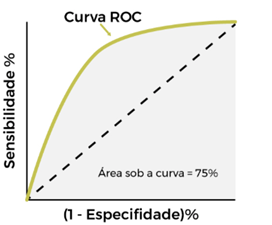 Curva ROC
Sensibilidade %
Área sob a curva = 75%
(1 - Especifidade)%